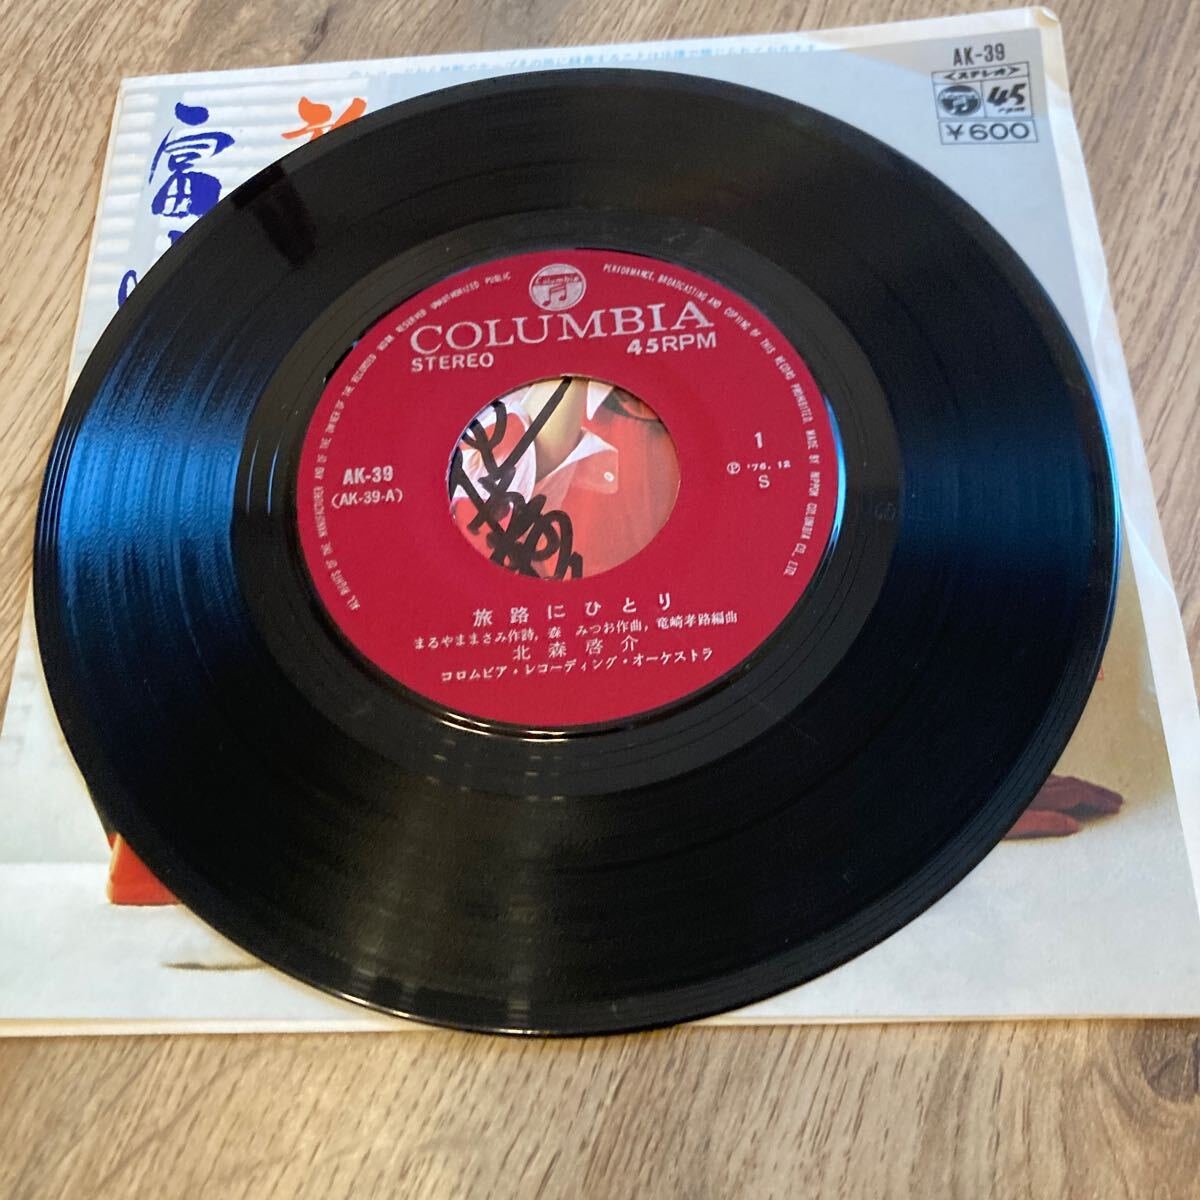 AK-39
ステレオ
45
rpm
¥600
富
ALL RIGHTS OF THE MANUFACTURER AND OF THE OWNER OF THE RECORDED WORK RESERVED UNAUTHORIZED PUBLIC PERFORMANCE, BROADCASTING AND COPYING OF THIS RECORD PROHIBITED. MADE BY NIPPON COLUMBIA CO., LTD.
Columbia
COLUMBIA
STEREO 45RPM
AK-39
(AK-39-A)
1
Ⓟ '76. 12
S
旅路にひとり
まるやままさみ作詩, 森 みつお作曲, 竜崎孝路編曲
北森啓介
コロムビア・レコーディング・オーケストラ